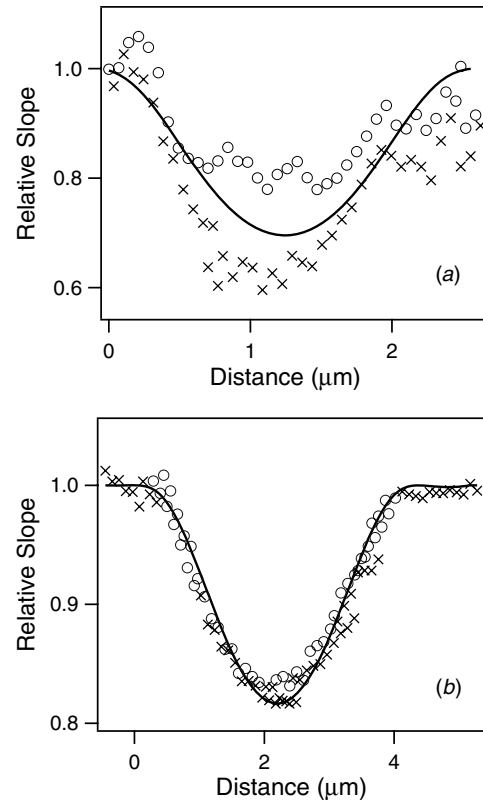 1.0
0.8
0.6
Relative Slope
(a)
0 1 2
Distance (μm)
1.0
0.9
0.8
Relative Slope
(b)
0 2 4
Distance (μm)